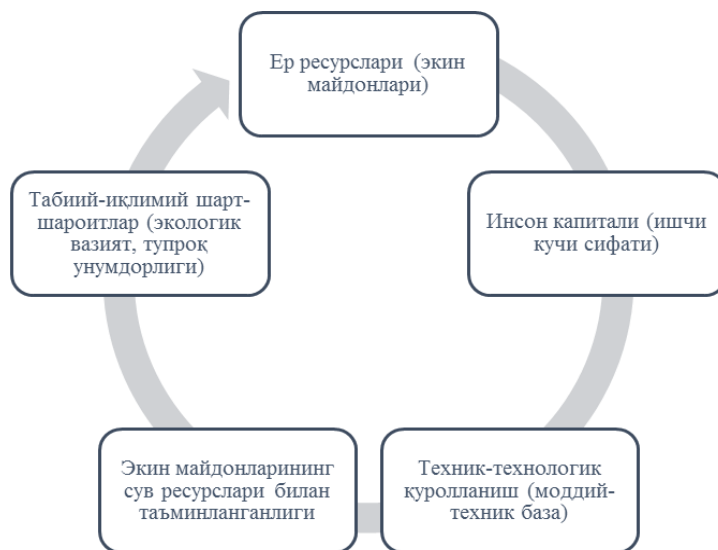 Ер ресурслари (экин
майдонлари)
Инсон капитали (ишчи
кучи сифати)
Техник-технологик
қуролланиш (моддий-
техник база)
Экин майдонларининг
сув ресурслари билан
таъминланганлиги
Табиий-иқлимий шарт-
шароитлар (экологик
вазият, тупроқ
унумдорлиги)